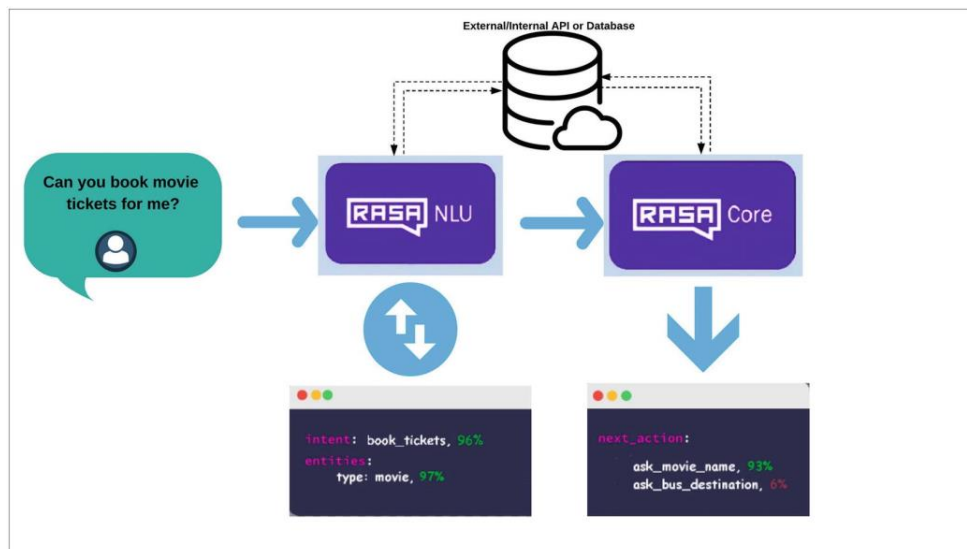 External/Internal API or Database
Can you book movie
tickets for me?
RASA NLU
RASA Core
intent: book_tickets, 96%
entities:
type: movie, 97%
next_action:
ask_movie_name, 93%
ask_bus_destination, 6%